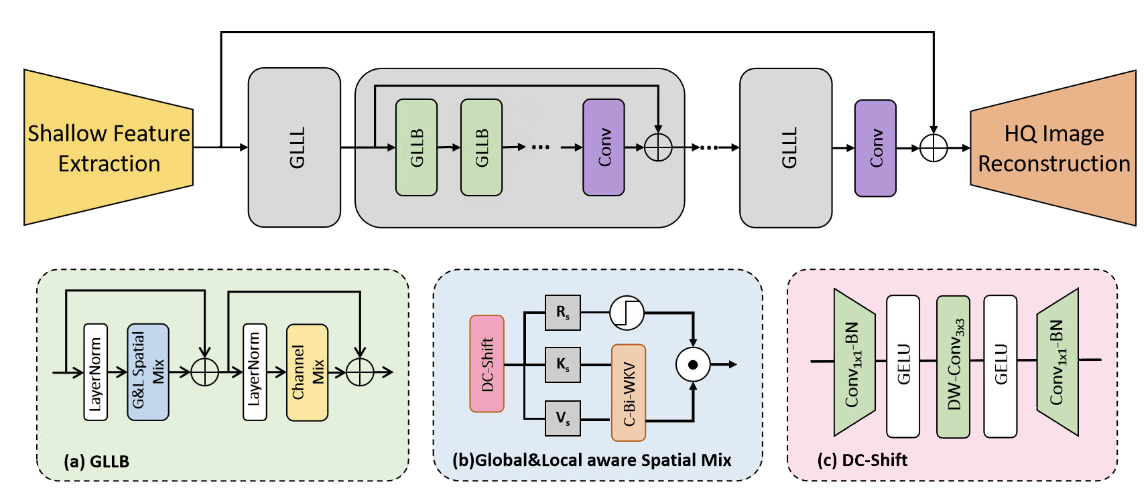 Shallow Feature
Extraction
GLLL
GLLB
GLLB
...
Conv
...
GLLL
Conv
HQ Image
Reconstruction
LayerNorm
G&L Spatial
Mix
LayerNorm
Channel
Mix
(a) GLLB
DC-Shift
Rs
Ks
Vs
C-Bi-WKV
(b)Global&Local aware Spatial Mix
Conv1x1-BN
GELU
DW-Conv3x3
GELU
Conv1x1-BN
(c) DC-Shift